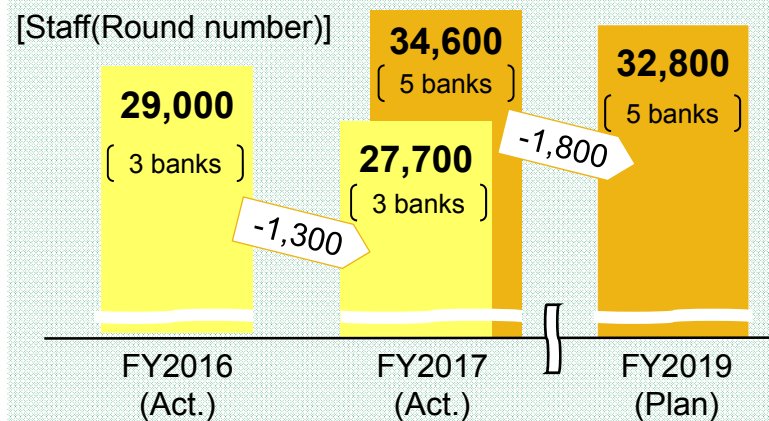 [Staff(Round number)]
29,000
[ 3 banks ]
-1,300
34,600
[ 5 banks ]
27,700
[ 3 banks ]
-1,800
32,800
[ 5 banks ]
FY2016
(Act.)
FY2017
(Act.)
FY2019
(Plan)